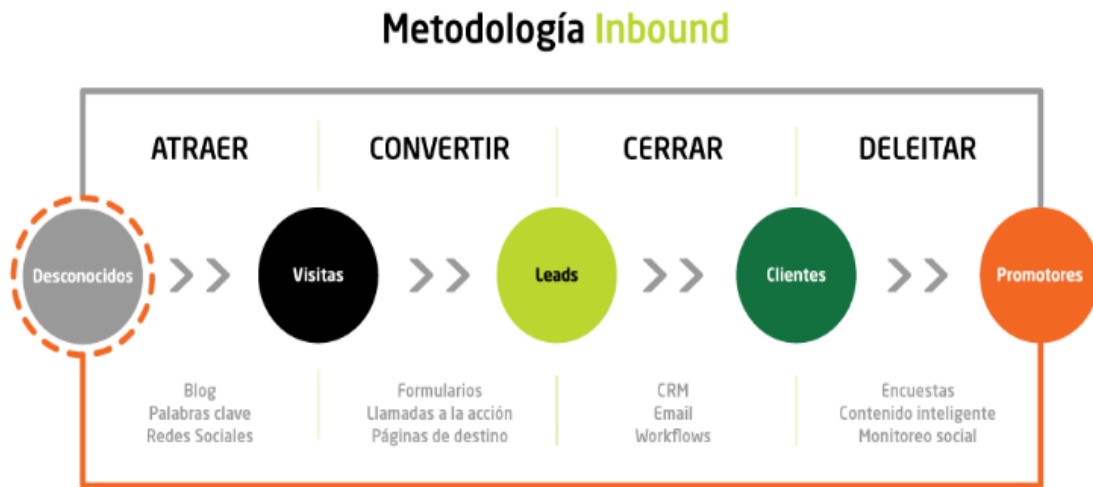 Metodología Inbound
ATRAER
CONVERTIR
CERRAR
DELEITAR
Desconocidos
Visitas
Leads
Clientes
Promotores
Blog
Palabras clave
Redes Sociales
Formularios
Llamadas a la acción
Páginas de destino
CRM
Email
Workflows
Encuestas
Contenido inteligente
Monitoreo social